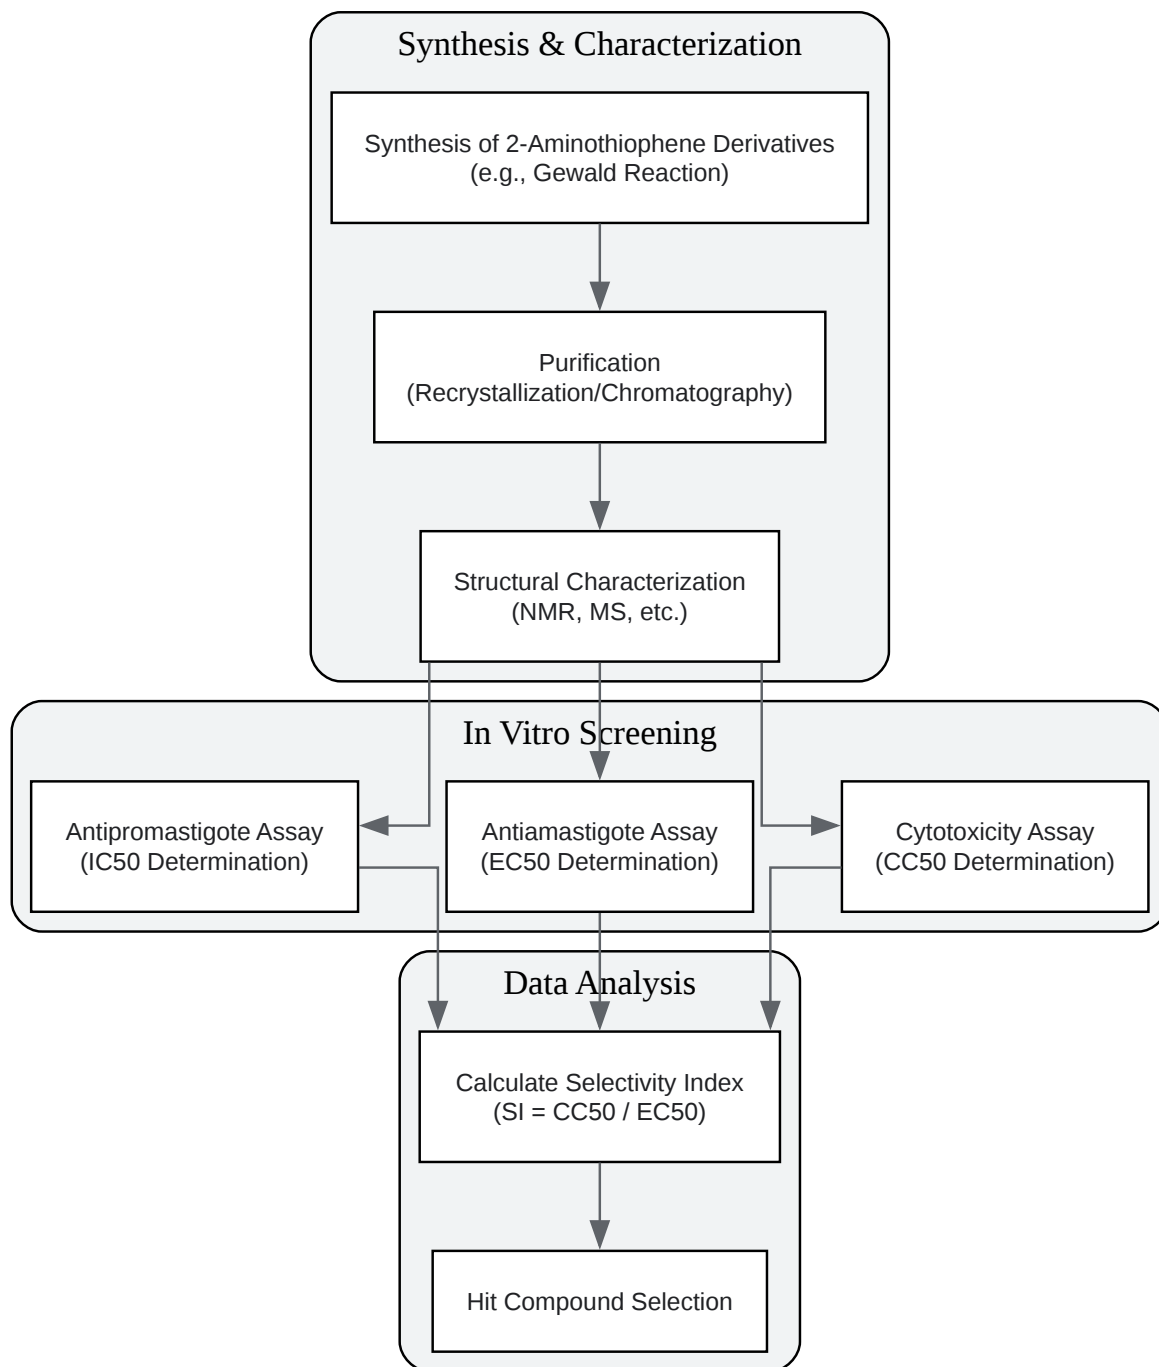 Synthesis & Characterization
Synthesis of 2-Aminothiophene Derivatives
(e.g., Gewald Reaction)
Purification
(Recrystallization/Chromatography)
Structural Characterization
(NMR, MS, etc.)
In Vitro Screening
Antipromastigote Assay
(IC50 Determination)
Antiamastigote Assay
(EC50 Determination)
Cytotoxicity Assay
(CC50 Determination)
Data Analysis
Calculate Selectivity Index
(SI = CC50 / EC50)
Hit Compound Selection